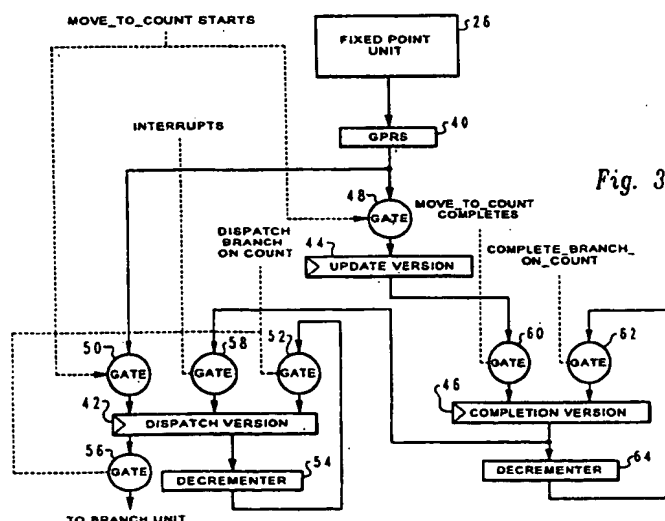 MOVE_TO_COUNT STARTS
FIXED POINT
UNIT
26
INTERRUPTS
GPRS
40
Fig. 3
48
GATE
MOVE_TO_COUNT
COMPLETES
DISPATCH
BRANCH
ON COUNT
44
UPDATE VERSION
COMPLETE_BRANCH_
ON_COUNT
50
GATE
58
GATE
52
GATE
60
GATE
62
GATE
42
DISPATCH VERSION
46
COMPLETION VERSION
56
GATE
DECREMENTER
54
DECREMENTER
64
TO BRANCH UNIT